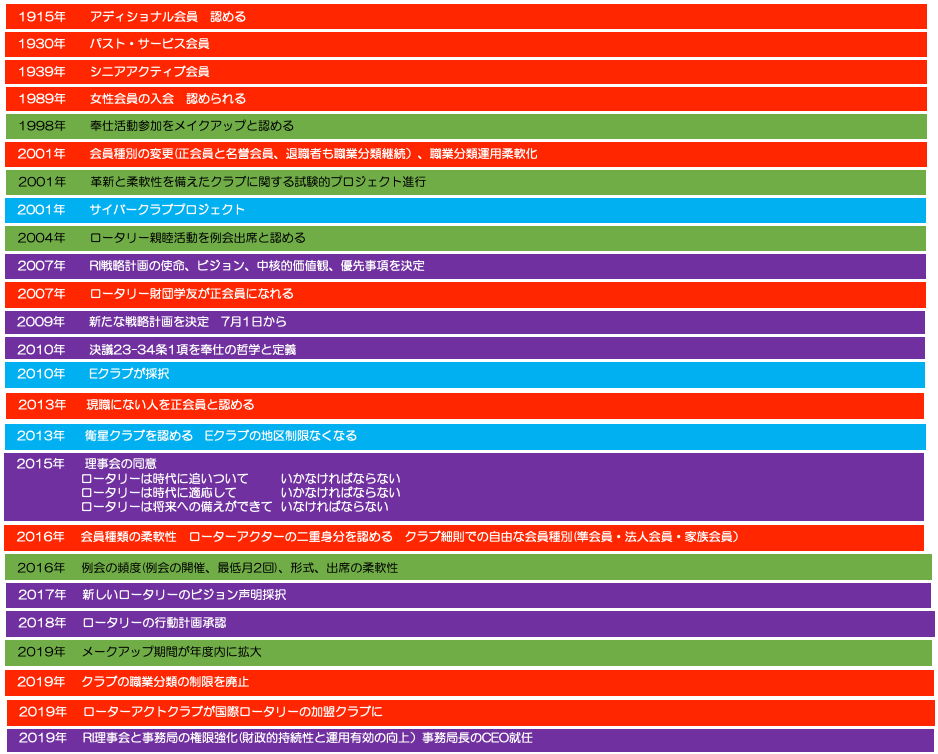 1915年 アディショナル会員 認める
1930年 パスト・サービス会員
1939年 シニアアクティブ会員
1989年 女性会員の入会 認められる
1998年 奉仕活動参加をメイクアップと認める
2001年 会員種別の変更(正会員と名誉会員、退職者も職業分類継続）、職業分類運用柔軟化
2001年 革新と柔軟性を備えたクラブに関する試験的プロジェクト進行
2001年 サイバークラブプロジェクト
2004年 ロータリー親睦活動を例会出席と認める
2007年 RI戦略計画の使命、ビジョン、中核的価値観、優先事項を決定
2007年 ロータリー財団学友が正会員になれる
2009年 新たな戦略計画を決定 7月1日から
2010年 決議23-34条1項を奉仕の哲学と定義
2010年 Eクラブが採択
2013年 現職にない人を正会員と認める
2013年 衛星クラブを認める Eクラブの地区制限なくなる
2015年 理事会の同意
ロータリーは時代に追いついて いかなければならない
ロータリーは時代に適応して いかなければならない
ロータリーは将来への備えができて いなければならない
2016年 会員種類の柔軟性 ローターアクターの二重身分を認める クラブ細則での自由な会員種別(準会員・法人会員・家族会員）
2016年 例会の頻度(例会の開催、最低月2回)、形式、出席の柔軟性
2017年 新しいロータリーのビジョン声明採択
2018年 ロータリーの行動計画承認
2019年 メークアップ期間が年度内に拡大
2019年 クラブの職業分類の制限を廃止
2019年 ローターアクトクラブが国際ロータリーの加盟クラブに
2019年 RI理事会と事務局の権限強化(財政的持続性と運用有効の向上）事務局長のCEO就任